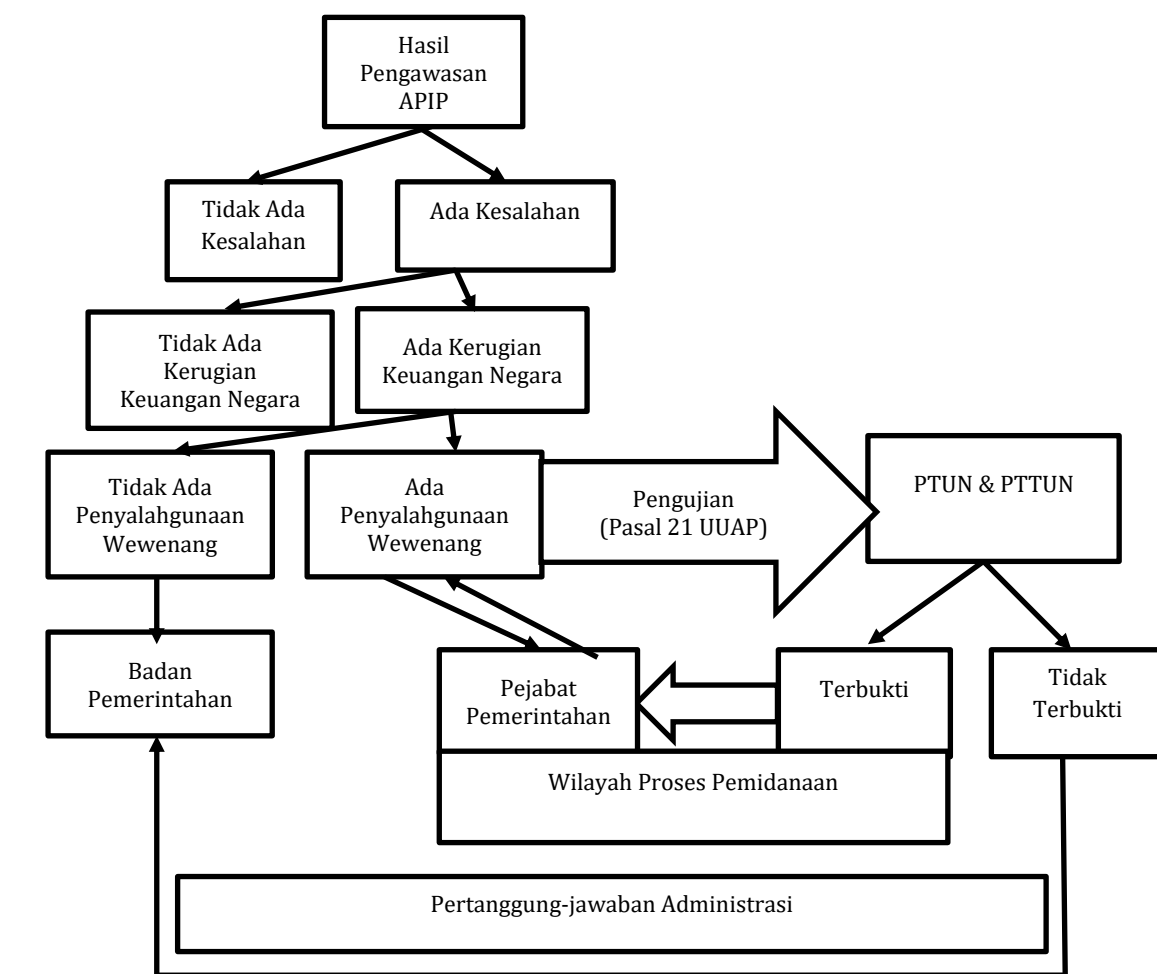 Hasil
Pengawasan
APIP
Tidak Ada
Kesalahan
Ada Kesalahan
Tidak Ada
Kerugian
Keuangan Negara
Ada Kerugian
Keuangan Negara
Tidak Ada
Penyalahgunaan
Wewenang
Ada
Penyalahgunaan
Wewenang
Pengujian
(Pasal 21 UUAP)
PTUN & PTTUN
Badan
Pemerintahan
Pejabat
Pemerintahan
Terbukti
Tidak
Terbukti
Wilayah Proses Pemidanaan
Pertanggung-jawaban Administrasi